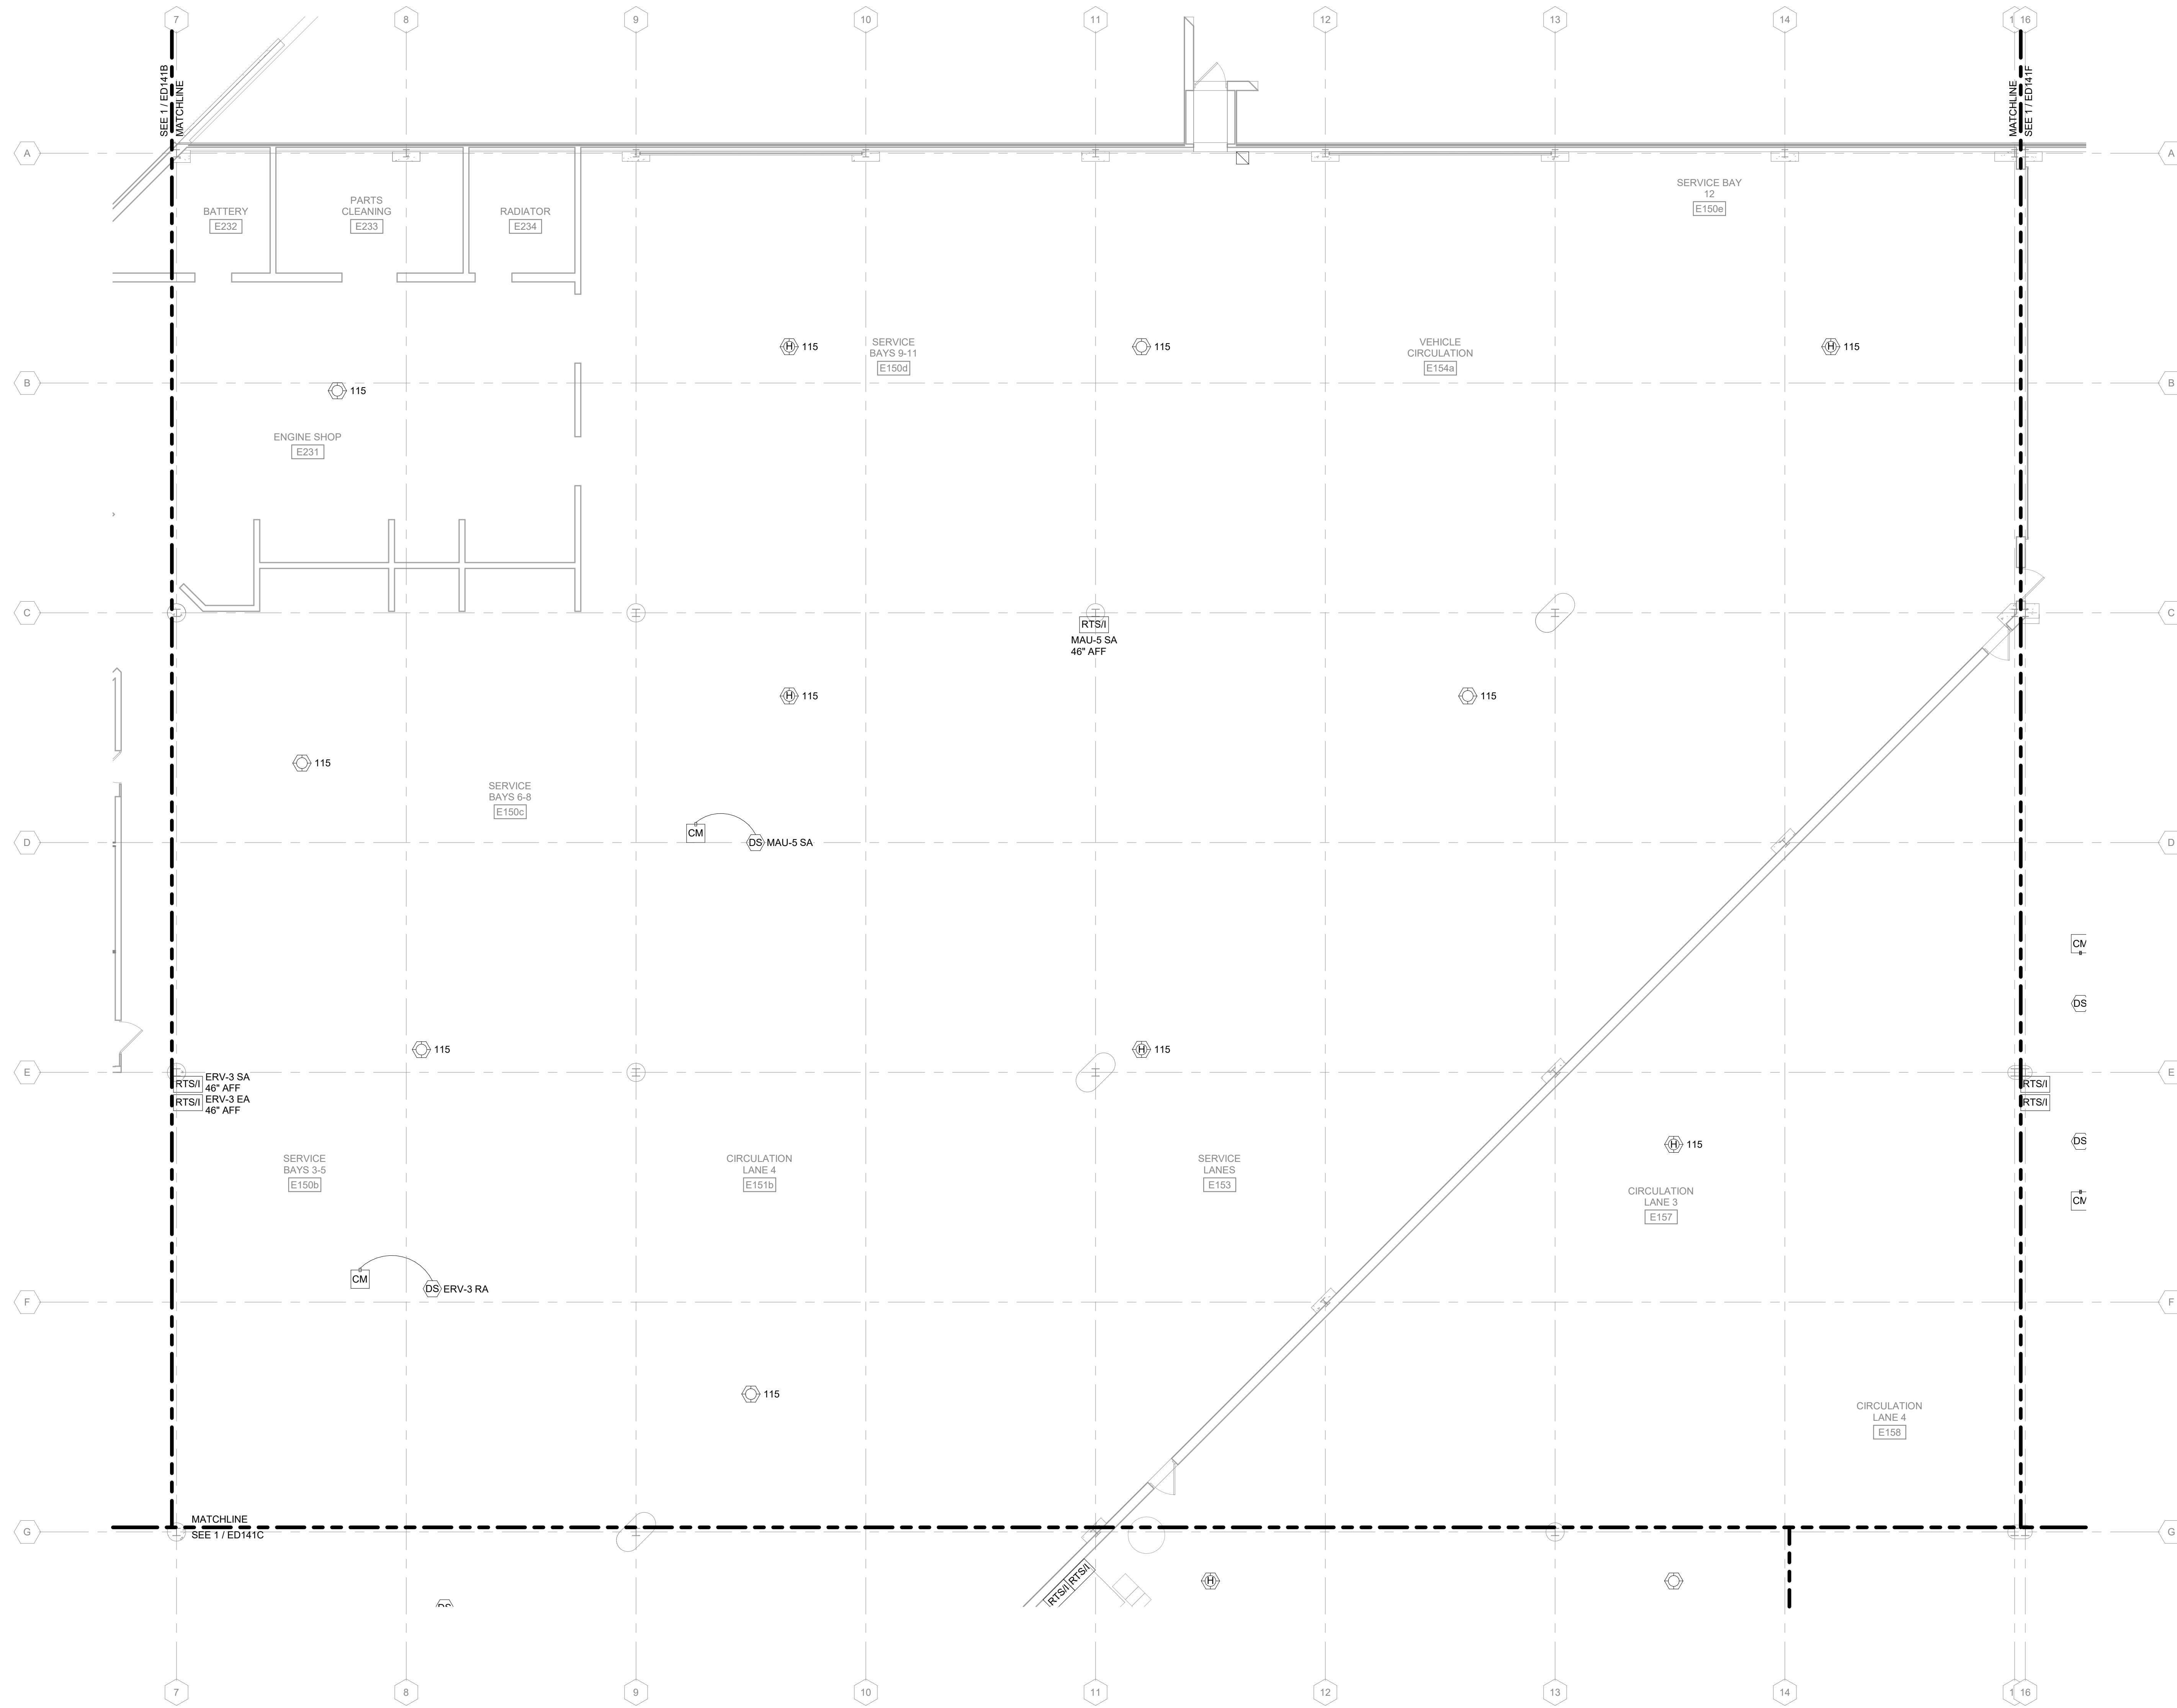 7
8
9
10
11
12
13
14
16
SEE 1 / ED141B
MATCHLINE
MATCHLINE
SEE 1 / ED141F
A
A
BATTERY
E232
PARTS
CLEANING
E233
RADIATOR
E234
SERVICE BAY
12
E150e
H 115
SERVICE
BAYS 9-11
E150d
115
VEHICLE
CIRCULATION
E154a
H 115
B
B
115
ENGINE SHOP
E231
C
C
RTS/I
MAU-5 SA
46" AFF
H 115
115
115
SERVICE
BAYS 6-8
E150c
CM
DS MAU-5 SA
D
D
CM
DS
115
H 115
E
E
RTS/I ERV-3 SA
46" AFF
RTS/I ERV-3 EA
46" AFF
RTS/I
RTS/I
H 115
DS
SERVICE
BAYS 3-5
E150b
CIRCULATION
LANE 4
E151b
SERVICE
LANES
E153
CIRCULATION
LANE 3
E157
CM
CM
DS ERV-3 RA
F
F
115
CIRCULATION
LANE 4
E158
MATCHLINE
SEE 1 / ED141C
G
G
RTS/I
RTS/I
H
DS
7
8
9
10
11
12
13
14
16